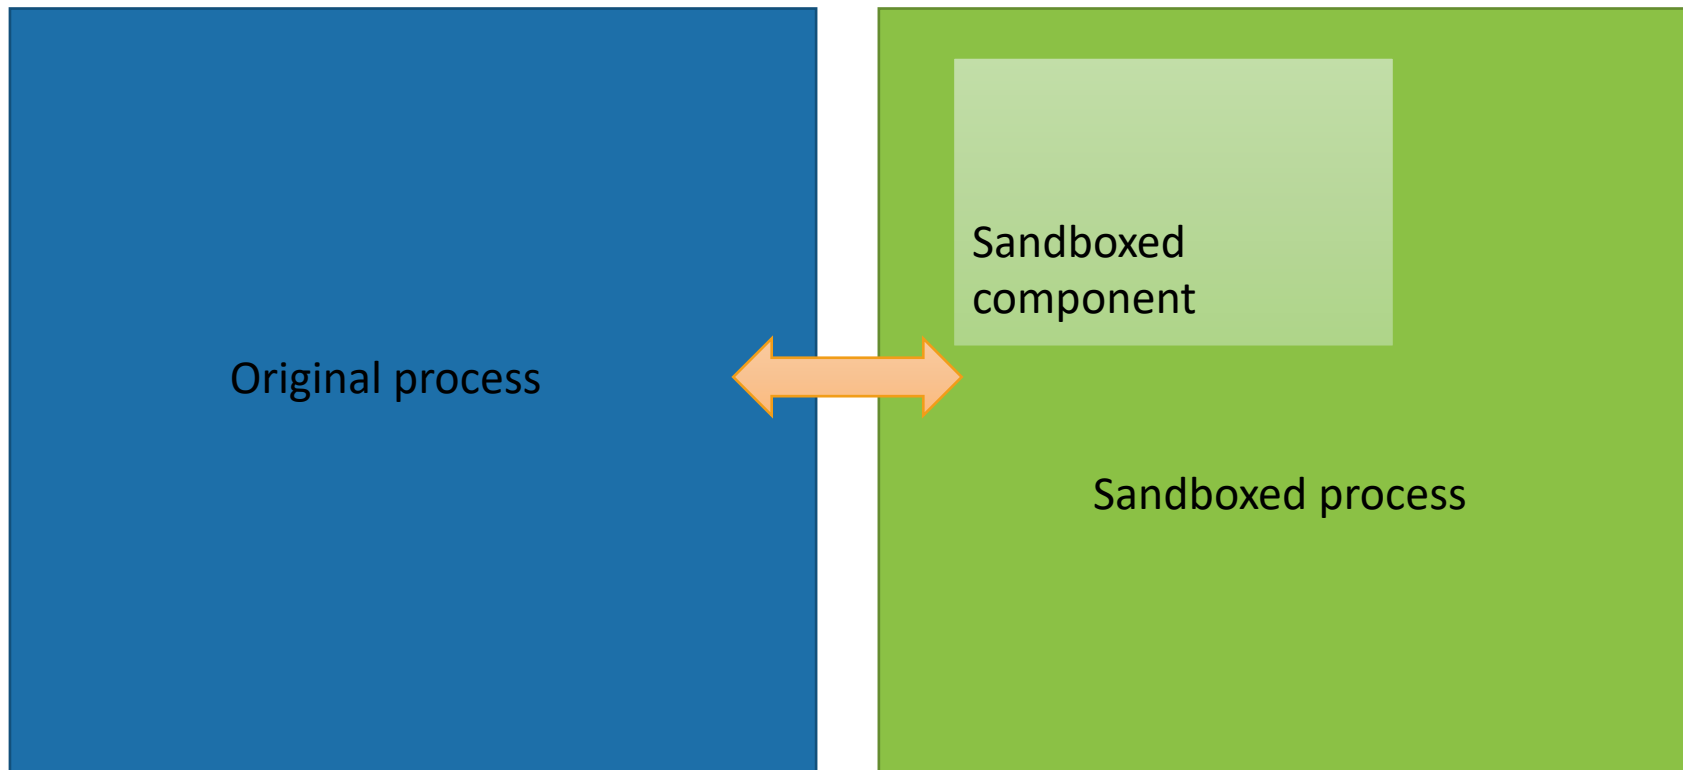 Original process
Sandboxed
component
Sandboxed process